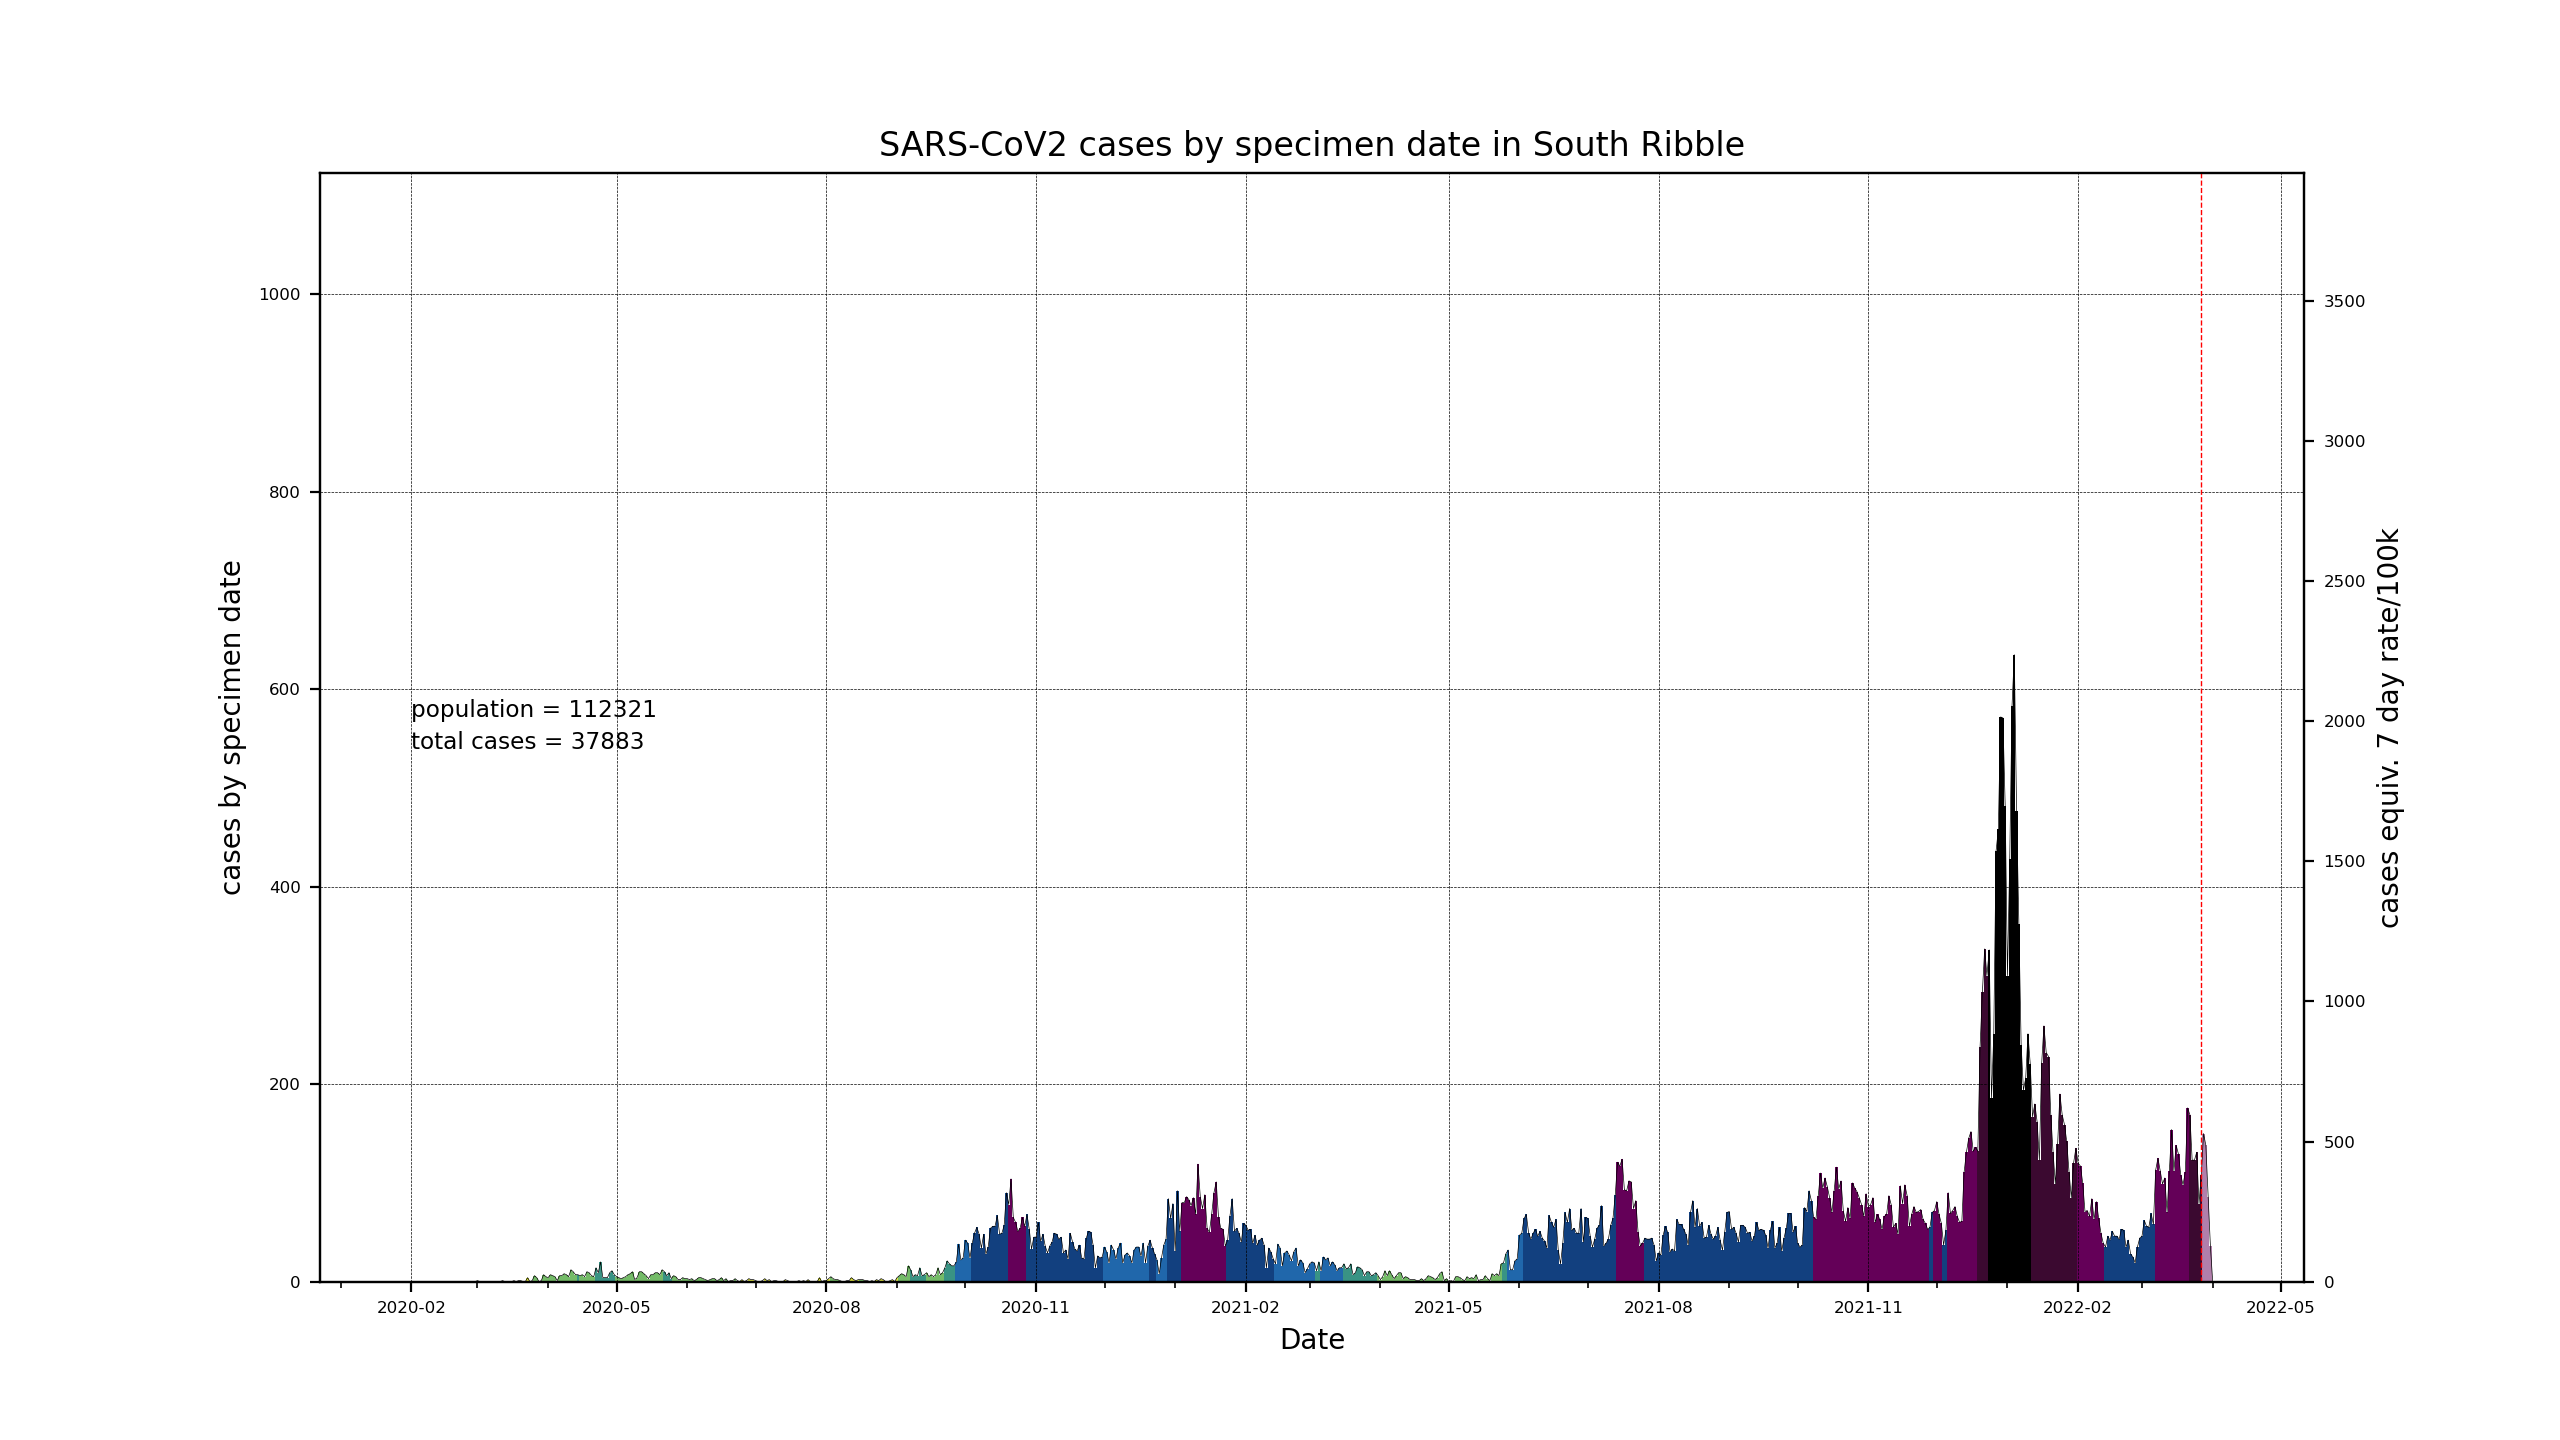 SARS-CoV2 cases by specimen date in South Ribble
cases by specimen date
1000
800
600
400
200
0
population = 112321
total cases = 37883
3500
3000
2500
2000
1500
1000
500
0
cases equiv. 7 day rate/100k
2020-02 2020-05 2020-08 2020-11 2021-02 2021-05 2021-08 2021-11 2022-02 2022-05
Date